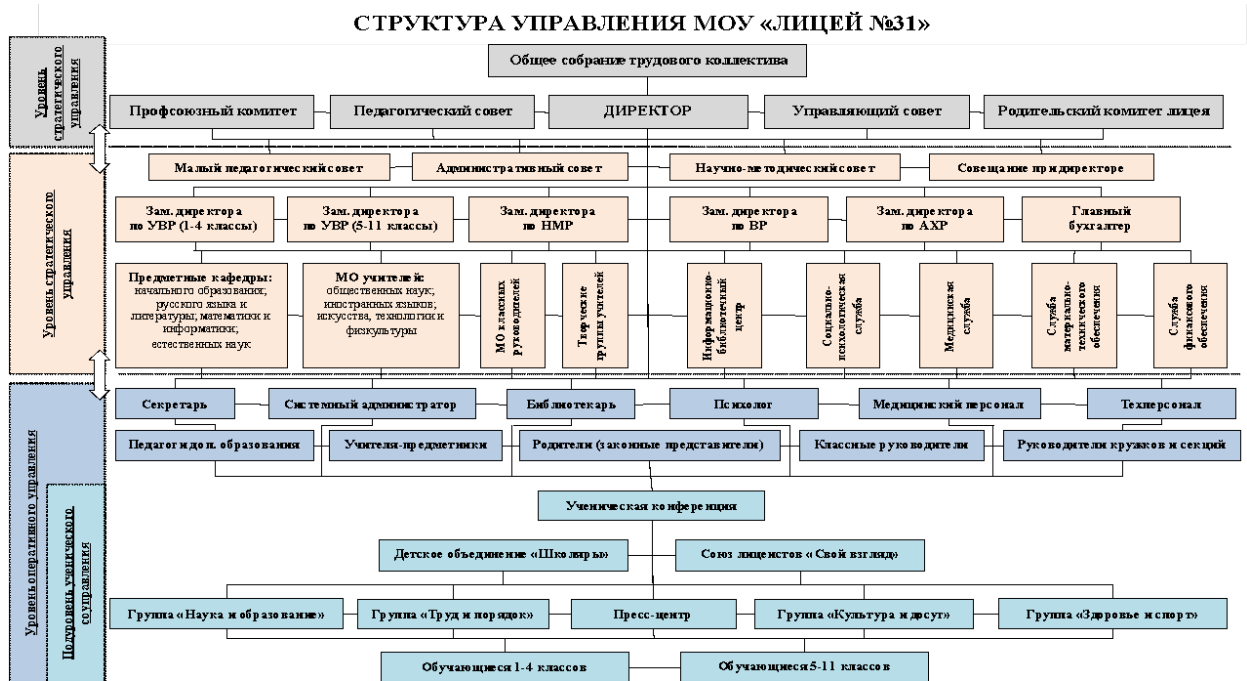 СТРУКТУРА УПРАВЛЕНИЯ МОУ «ЛИЦЕЙ №31»
Уровень
стратегического
управления
Общее собрание трудового коллектива
Профсоюзный комитет
Педагогический совет
ДИРЕКТОР
Управляющий совет
Родительский комитет лицея
Уровень стратегического
управления
Малый педагогический совет
Административный совет
Научно-методический совет
Совещание при директоре
Зам. директора
по УВР (1-4 классы)
Зам. директора
по УВР (5-11 классы)
Зам. директора
по НМР
Зам. директора
по ВР
Зам. директора
по АХР
Главный
бухгалтер
Предметные кафедры:
начального образования;
русского языка и
литературы; математики и
информатики;
естественных наук
МО учителей:
общественных наук;
иностранных языков;
искусства, технологии и
физкультуры
МО классных
руководителей
Творческие
группы учителей
Информационно-
библиотечный
центр
Социально-
психологическая
служба
Медицинская
служба
Служба
материально-
технического
обеспечения
Служба
финансового
обеспечения
Уровень оперативного управления
Секретарь
Системный администратор
Библиотекарь
Психолог
Медицинский персонал
Техперсонал
Педагоги доп. образования
Учителя-предметники
Родители (законные представители)
Классные руководители
Руководители кружков и секций
Подуровень ученического
соуправления
Ученическая конференция
Детское объединение «Школяры»
Союз лицеистов «Свой взгляд»
Группа «Наука и образование»
Группа «Труд и порядок»
Пресс-центр
Группа «Культура и досуг»
Группа «Здоровье и спорт»
Обучающиеся 1-4 классов
Обучающиеся 5-11 классов